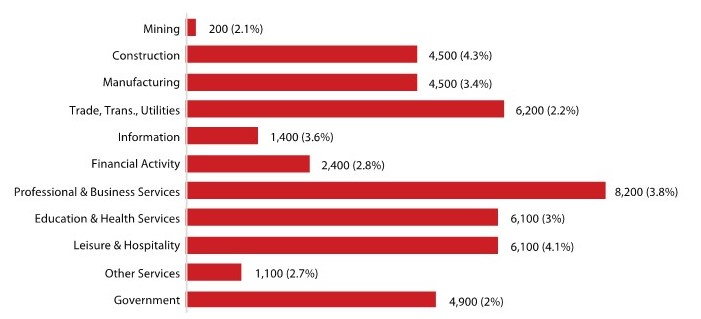 Mining 200 (2.1%)
Construction 4,500 (4.3%)
Manufacturing 4,500 (3.4%)
Trade, Trans., Utilities 6,200 (2.2%)
Information 1,400 (3.6%)
Financial Activity 2,400 (2.8%)
Professional & Business Services 8,200 (3.8%)
Education & Health Services 6,100 (3%)
Leisure & Hospitality 6,100 (4.1%)
Other Services 1,100 (2.7%)
Government 4,900 (2%)